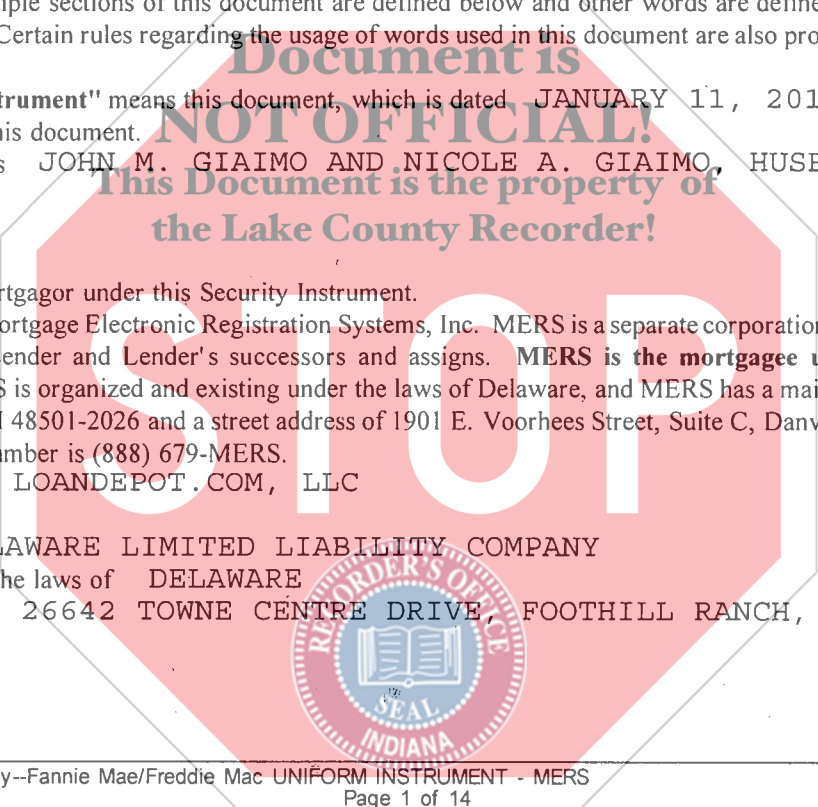 iple sections of this document are defined below and other words are define
Certain rules regarding the usage of words used in this document are also pro
Document is
trument" means this document, which is dated JANUARY 11, 201
his document.
NOT OFFICIAL!
s JOHN M. GIAIMO AND NICOLE A. GIAIMO, HUSB
This Document is the property of
the Lake County Recorder!
rtgagor under this Security Instrument.
ortgage Electronic Registration Systems, Inc. MERS is a separate corporation
ender and Lender's successors and assigns. MERS is the mortgagee u
S is organized and existing under the laws of Delaware, and MERS has a mai
I 48501-2026 and a street address of 1901 E. Voorhees Street, Suite C, Danv
umber is (888) 679-MERS.
LOANDEPOT.COM, LLC
STOP
LAWARE LIMITED LIABILITY COMPANY
he laws of DELAWARE
26642 TOWNE CENTRE DRIVE, FOOTHILL RANCH,
RECORDER'S OFFICE
SEAL
INDIANA
y--Fannie Mae/Freddie Mac UNIFORM INSTRUMENT - MERS
Page 1 of 14